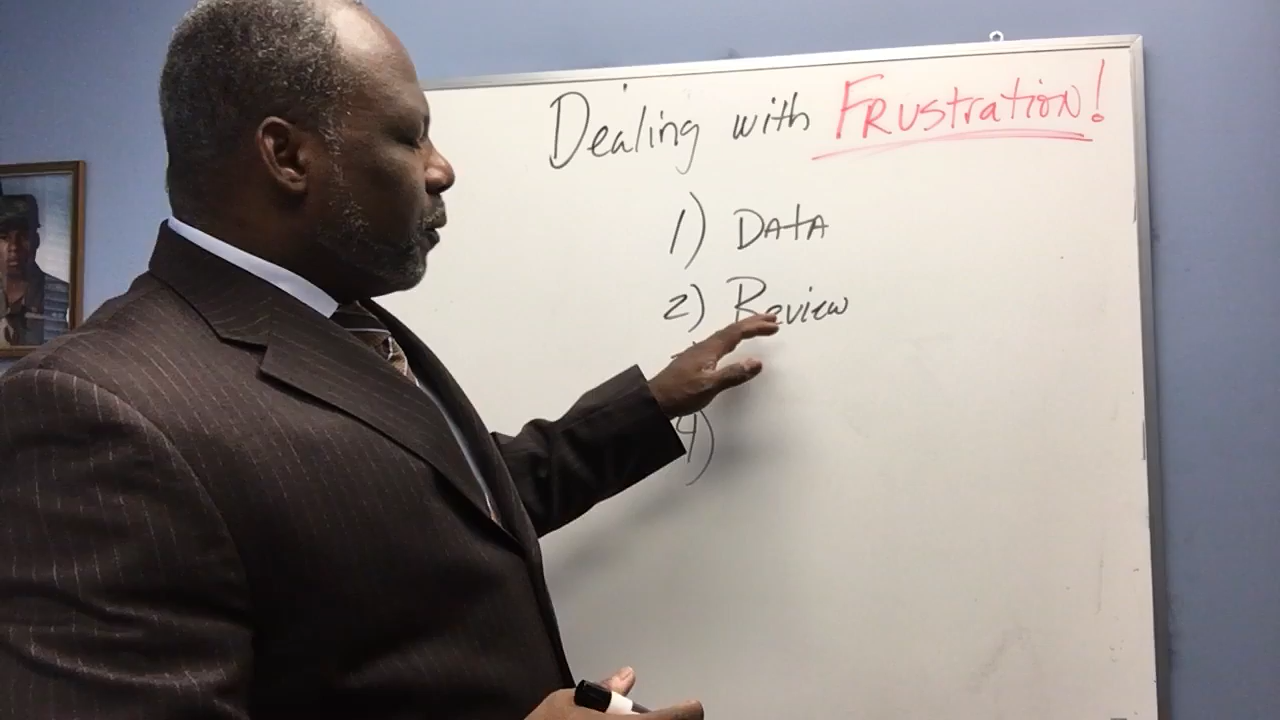 Dealing with FRustration!
1) DAtA
2) Review
4)